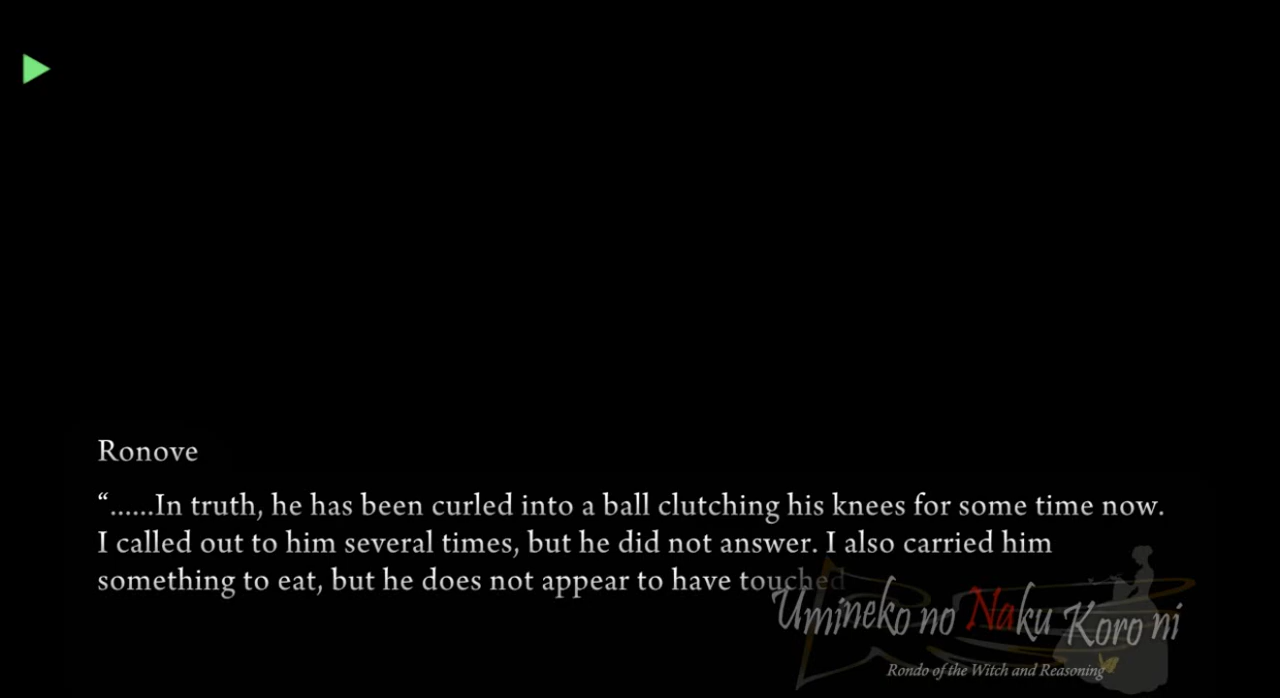 Ronove
“......In truth, he has been curled into a ball clutching his knees for some time now.
I called out to him several times, but he did not answer. I also carried him
something to eat, but he does not appear to have touched
Umineko no Naku Koro ni
Rondo of the Witch and Reasoning